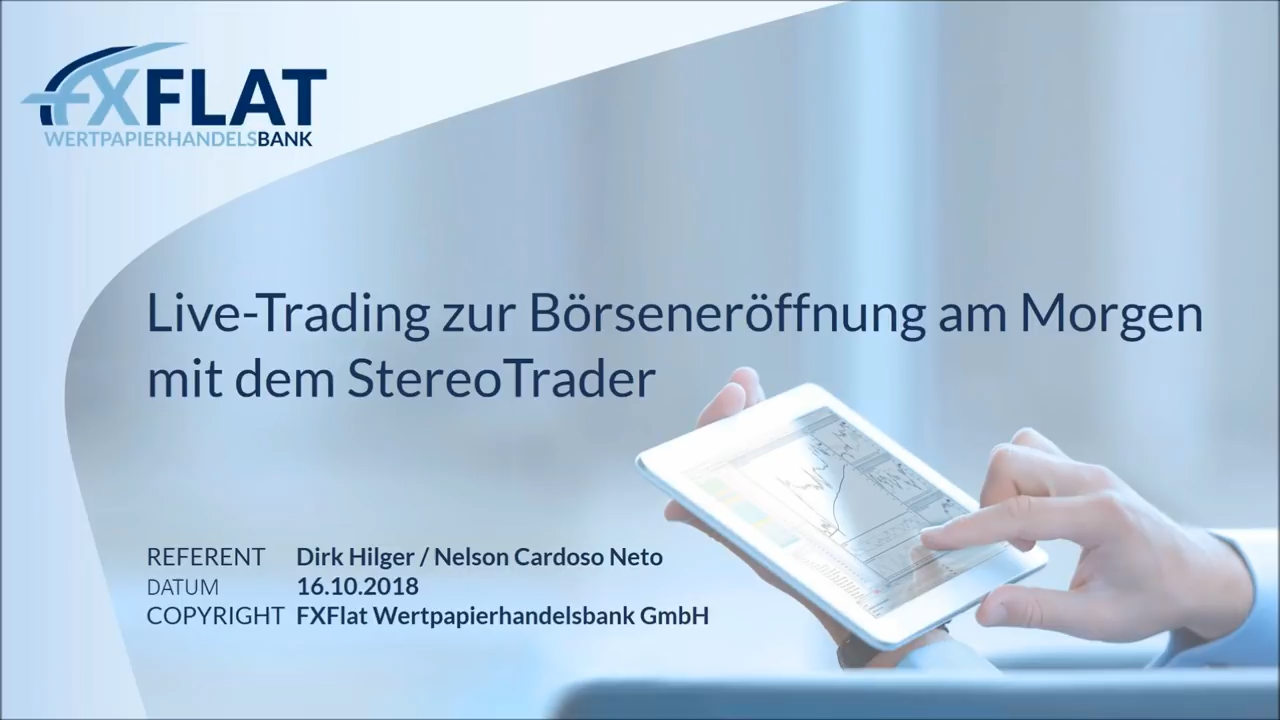 FXFLAT
WERTPAPIERHANDELSBANK
Live-Trading zur Börseneröffnung am Morgen
mit dem StereoTrader
REFERENT Dirk Hilger / Nelson Cardoso Neto
DATUM 16.10.2018
COPYRIGHT FXFlat Wertpapierhandelsbank GmbH